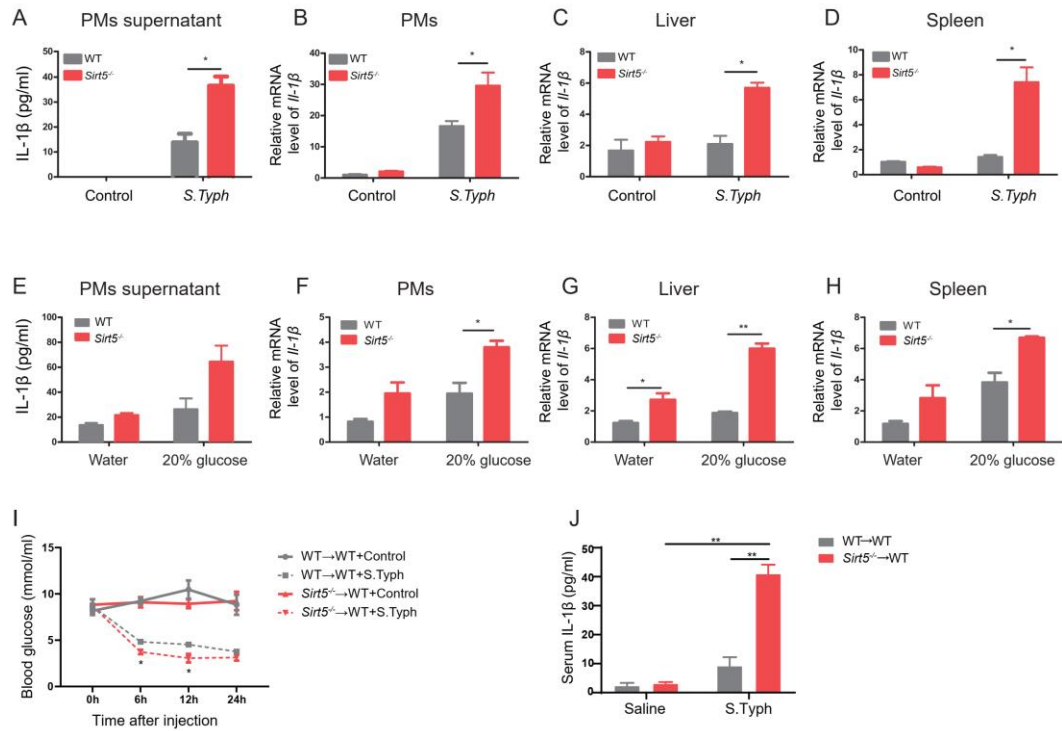 A PMs supernatant
IL-1β (pg/ml)
50
40
30
20
10
0
WT
Sirt5-/-
*
Control S.Typh
B PMs
Relative mRNA
level of Il-1β
40
30
20
10
0
WT
Sirt5-/-
*
Control S.Typh
C Liver
Relative mRNA
level of Il-1β
8
6
4
2
0
WT
Sirt5-/-
*
Control S.Typh
D Spleen
Relative mRNA
level of Il-1β
10
8
6
4
2
0
WT
Sirt5-/-
*
Control S.Typh
E PMs supernatant
IL-1β (pg/ml)
100
80
60
40
20
0
WT
Sirt5-/-
Water 20% glucose
F PMs
Relative mRNA
level of Il-1β
5
4
3
2
1
0
WT
Sirt5-/-
*
Water 20% glucose
G Liver
Relative mRNA
level of Il-1β
8
6
4
2
0
WT
Sirt5-/-
* **
Water 20% glucose
H Spleen
Relative mRNA
level of Il-1β
8
6
4
2
0
WT
Sirt5-/-
*
Water 20% glucose
I
Blood glucose (mmol/ml)
15
10
5
0
* *
0h 6h 12h 24h
Time after injection
WT→WT+Control
WT→WT+S.Typh
Sirt5-/-→WT+Control
Sirt5-/-→WT+S.Typh
J
Serum IL-1β (pg/ml)
50
40
30
20
10
0
**
**
Saline S.Typh
WT→WT
Sirt5-/-→WT